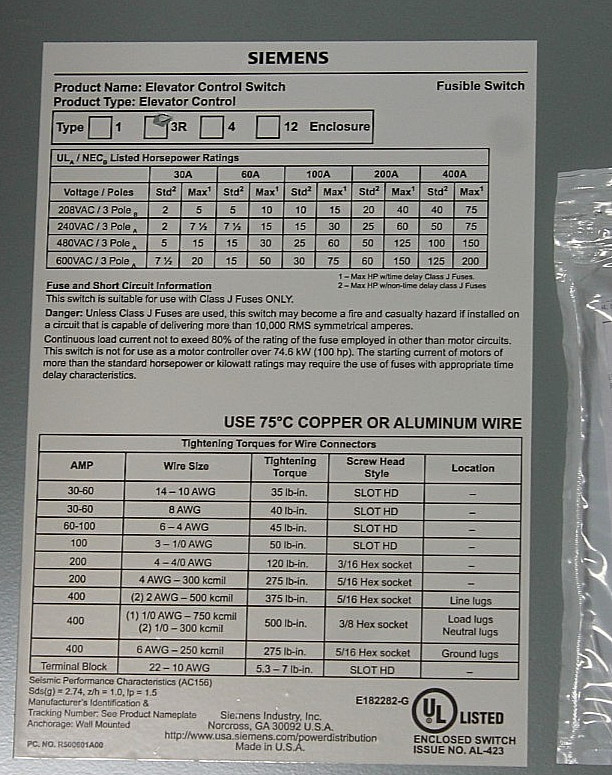 SIEMENS
Product Name: Elevator Control Switch Fusible Switch
Product Type: Elevator Control
Type 1 3R 4 12 Enclosure
UL A / NEC B Listed Horsepower Ratings
30A 60A 100A 200A 400A
Voltage / Poles Std² Max¹ Std² Max¹ Std² Max¹ Std² Max¹ Std² Max¹
208VAC / 3 Pole B 2 5 5 10 10 15 20 40 40 75
240VAC / 3 Pole A 2 7 ½ 7 ½ 15 15 30 25 60 50 75
480VAC / 3 Pole A 5 15 15 30 25 60 50 125 100 150
600VAC / 3 Pole A 7 ½ 20 15 50 30 75 60 150 125 200
1 – Max HP w/time delay Class J Fuses.
2 – Max HP w/non-time delay class J Fuses
Fuse and Short Circuit Information
This switch is suitable for use with Class J Fuses ONLY.
Danger: Unless Class J Fuses are used, this switch may become a fire and casualty hazard if installed on
a circuit that is capable of delivering more than 10,000 RMS symmetrical amperes.
Continuous load current not to exceed 80% of the rating of the fuse employed in other than motor circuits.
This switch is not for use as a motor controller over 74.6 kW (100 hp). The starting current of motors of
more than the standard horsepower or kilowatt ratings may require the use of fuses with appropriate time
delay characteristics.
USE 75°C COPPER OR ALUMINUM WIRE
Tightening Torques for Wire Connectors
AMP Wire Size Tightening Torque Screw Head Style Location
30-60 14 – 10 AWG 35 lb-in. SLOT HD –
30-60 8 AWG 40 lb-in. SLOT HD –
60-100 6 – 4 AWG 45 lb-in. SLOT HD –
100 3 – 1/0 AWG 50 lb-in. SLOT HD –
200 4 – 4/0 AWG 120 lb-in. 3/16 Hex socket –
200 4 AWG – 300 kcmil 275 lb-in. 5/16 Hex socket –
400 (2) 2 AWG – 500 kcmil 375 lb-in. 5/16 Hex socket Line lugs
400 (1) 1/0 AWG – 750 kcmil (2) 1/0 – 300 kcmil 500 lb-in. 3/8 Hex socket Load lugs Neutral lugs
400 6 AWG – 250 kcmil 275 lb-in. 5/16 Hex socket Ground lugs
Terminal Block 22 – 10 AWG 5.3 – 7 lb-in. SLOT HD –
Seismic Performance Characteristics (AC156)
Sds(g) = 2.74, z/h = 1.0, Ip = 1.5
Manufacturer's Identification &
Tracking Number: See Product Nameplate
Anchorage: Wall Mounted
PC. NO. R500601A00
Siemens Industry, Inc.
Norcross, GA 30092 U.S.A.
http://www.usa.siemens.com/powerdistribution
Made in U.S.A.
E182282-G
UL LISTED
ENCLOSED SWITCH
ISSUE NO. AL-423